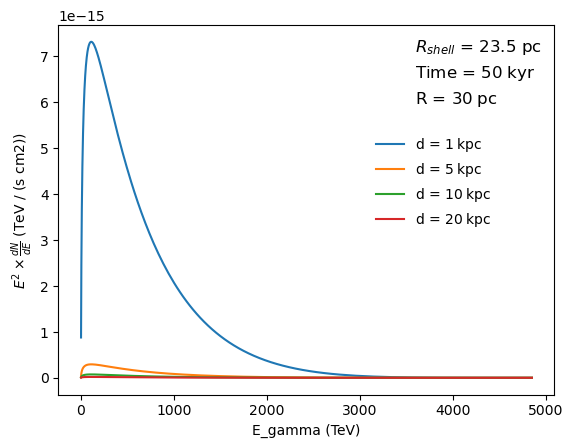 1e−15
R_shell = 23.5 pc
Time = 50 kyr
R = 30 pc
d = 1 kpc
d = 5 kpc
d = 10 kpc
d = 20 kpc
E² × dN/dE (TeV / (s cm2))
7
6
5
4
3
2
1
0
0 1000 2000 3000 4000 5000
E_gamma (TeV)